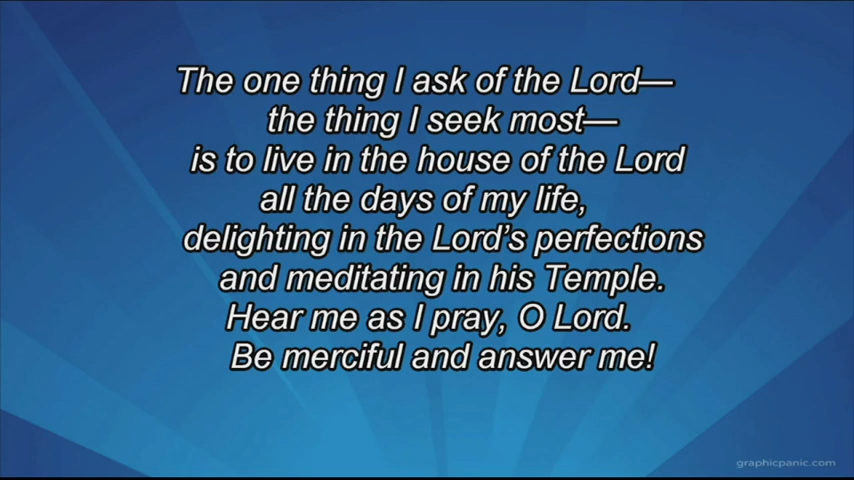 The one thing I ask of the Lord—
the thing I seek most—
is to live in the house of the Lord
all the days of my life,
delighting in the Lord’s perfections
and meditating in his Temple.
Hear me as I pray, O Lord.
Be merciful and answer me!
graphicpanic.com